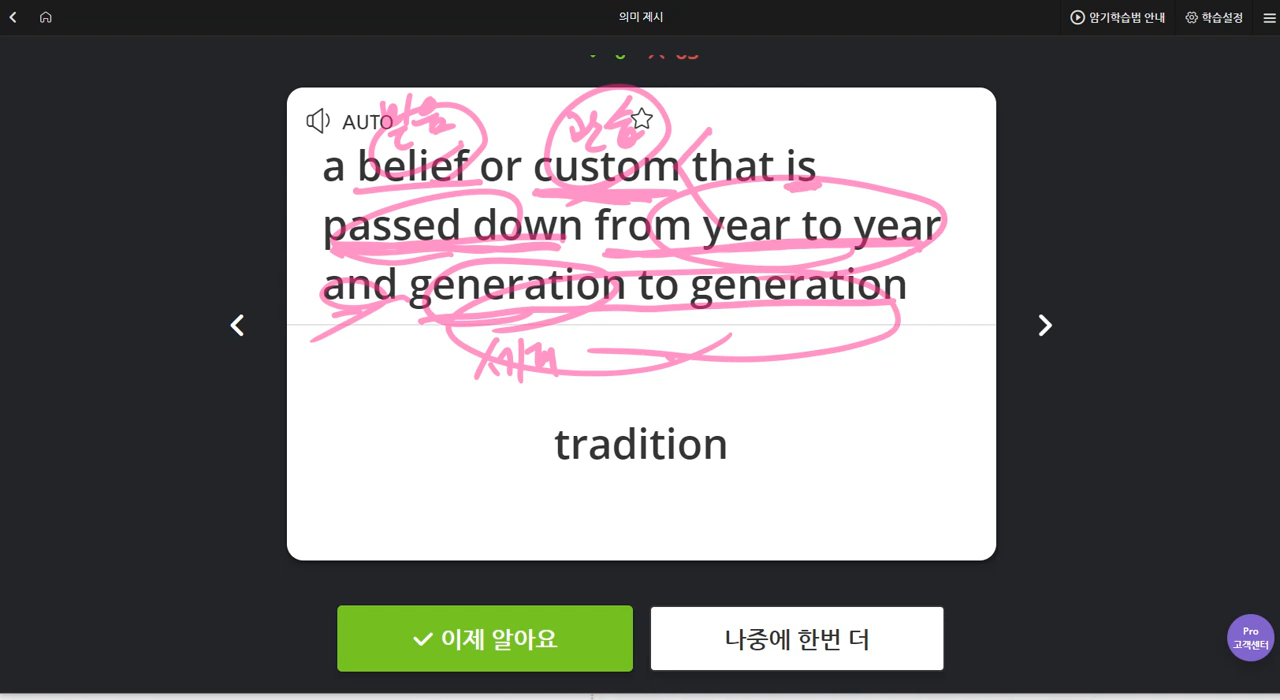 의미 제시
암기학습법 안내
학습설정
AUTO
믿음
관습
a belief or custom that is
passed down from year to year
and generation to generation
tradition
이제 알아요
나중에 한번 더
Pro
고객센터